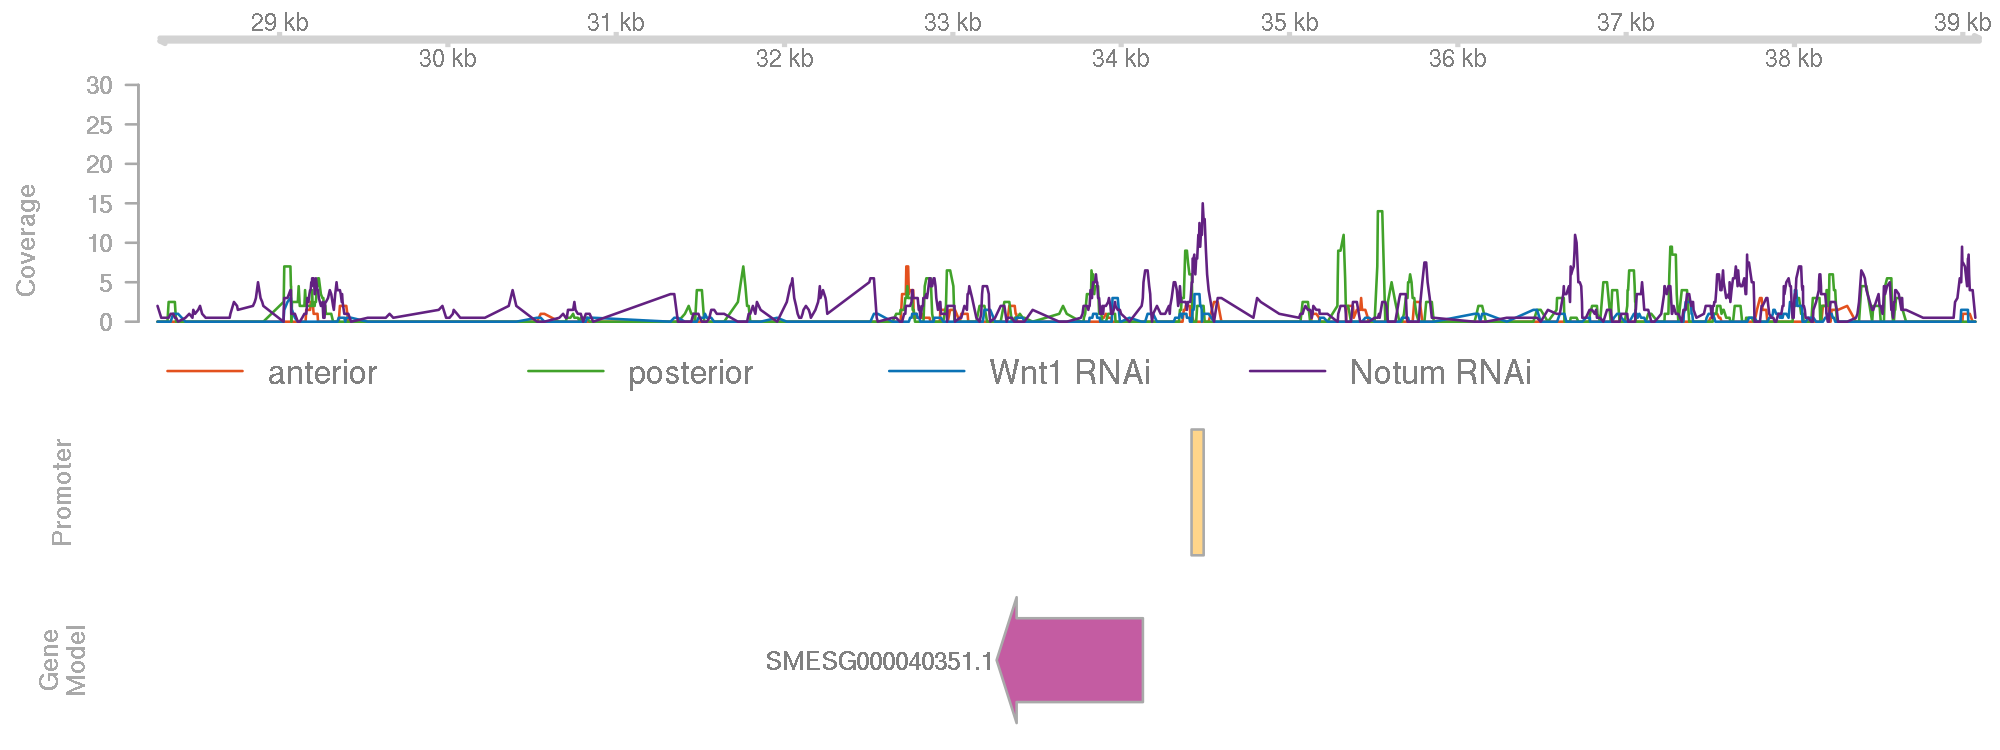 29 kb 31 kb 33 kb 35 kb 37 kb 39 kb
30 kb 32 kb 34 kb 36 kb 38 kb
30
25
20
15
10
5
0
Coverage
anterior posterior Wnt1 RNAi Notum RNAi
Promoter
Gene
Model
SMESG000040351.1